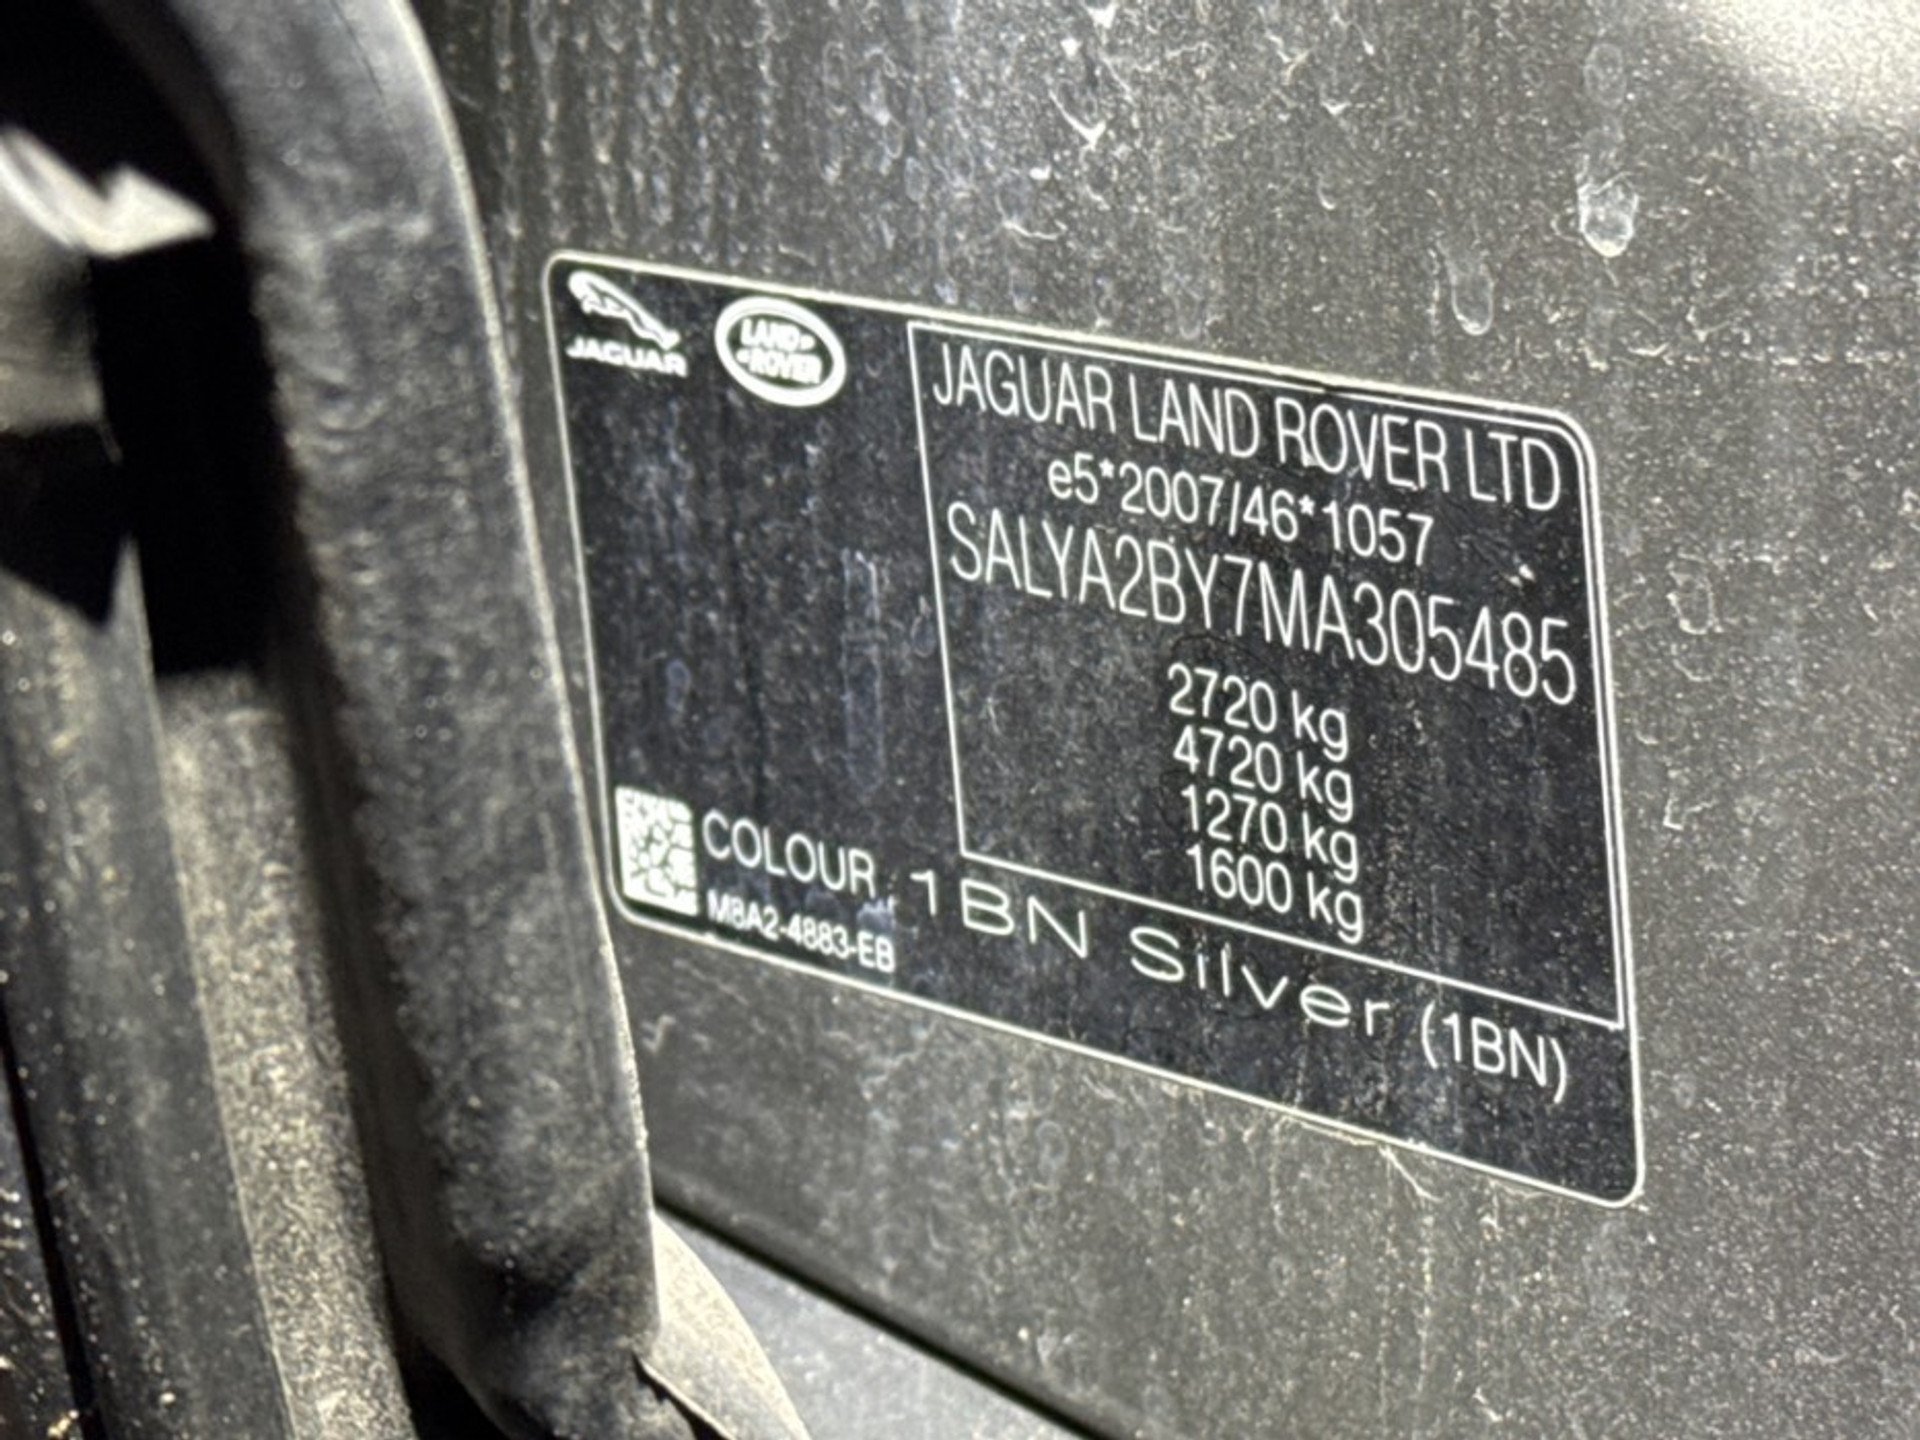 JAGUAR
LAND
ROVER
JAGUAR LAND ROVER LTD
e5*2007/46*1057
SALYA2BY7MA305485
2720 kg
4720 kg
1270 kg
1600 kg
COLOUR 1BN Silver (1BN)
M8A2-4883-EB